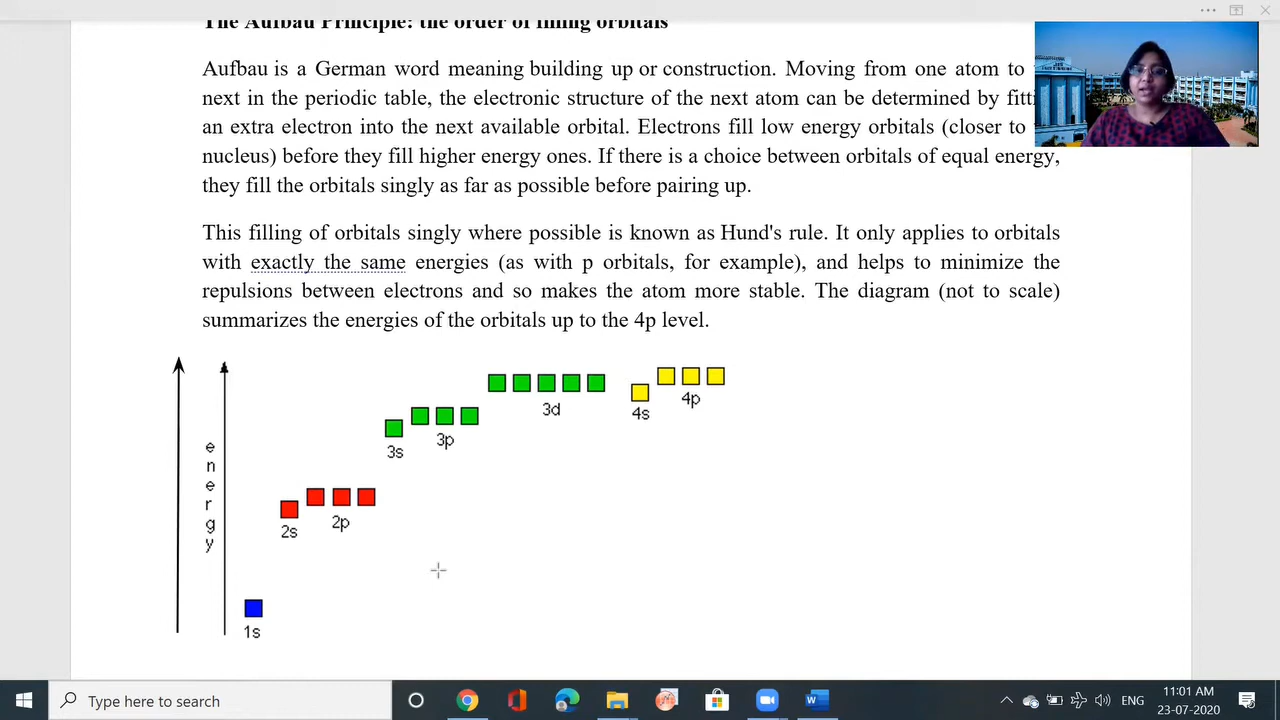 The Aufbau Principle: the order of filling orbitals
Aufbau is a German word meaning building up or construction. Moving from one atom to
next in the periodic table, the electronic structure of the next atom can be determined by
an extra electron into the next available orbital. Electrons fill low energy orbitals (closer to
nucleus) before they fill higher energy ones. If there is a choice between orbitals of equal energy,
they fill the orbitals singly as far as possible before pairing up.
This filling of orbitals singly where possible is known as Hund's rule. It only applies to orbitals
with exactly the same energies (as with p orbitals, for example), and helps to minimize the
repulsions between electrons and so makes the atom more stable. The diagram (not to scale)
summarizes the energies of the orbitals up to the 4p level.
energy
4p
3d
4s
3p
3s
2p
2s
1s
Type here to search
ENG
11:01 AM
23-07-2020